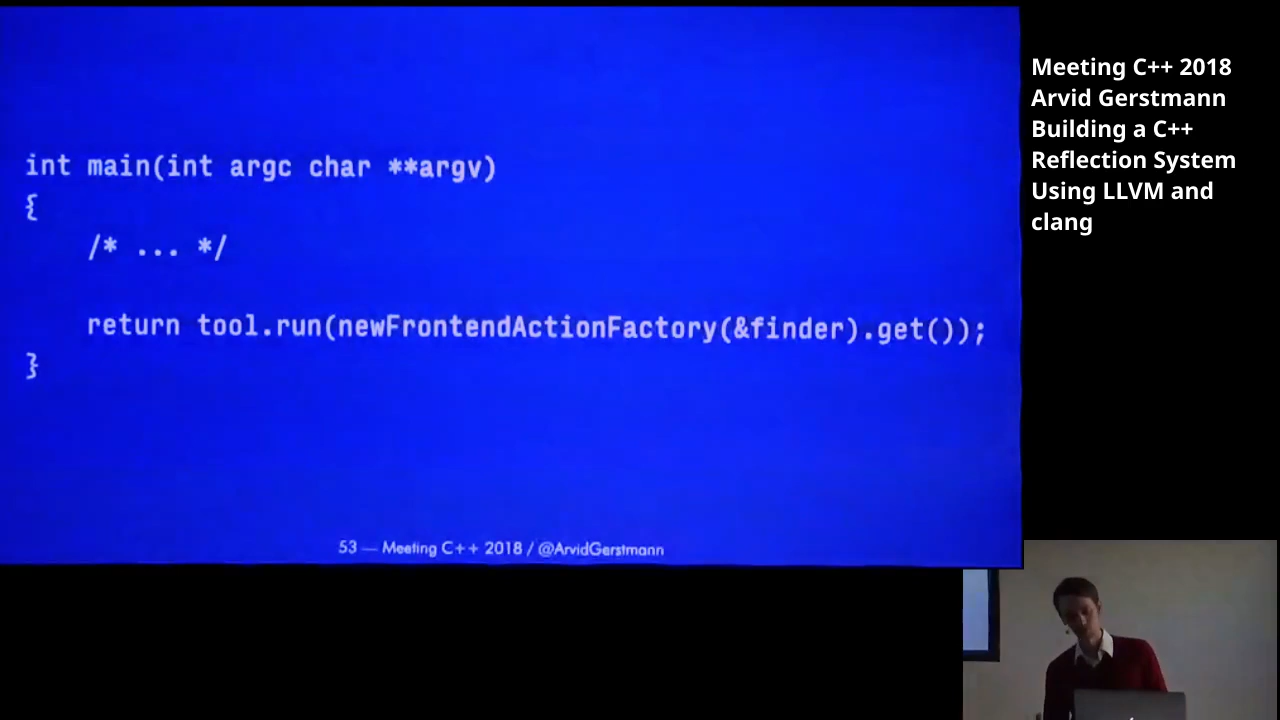 int main(int argc char **argv)
{
/* ... */
return tool.run(newFrontendActionFactory(&finder).get());
}
53 — Meeting C++ 2018 / @ArvidGerstmann
Meeting C++ 2018
Arvid Gerstmann
Building a C++
Reflection System
Using LLVM and
clang